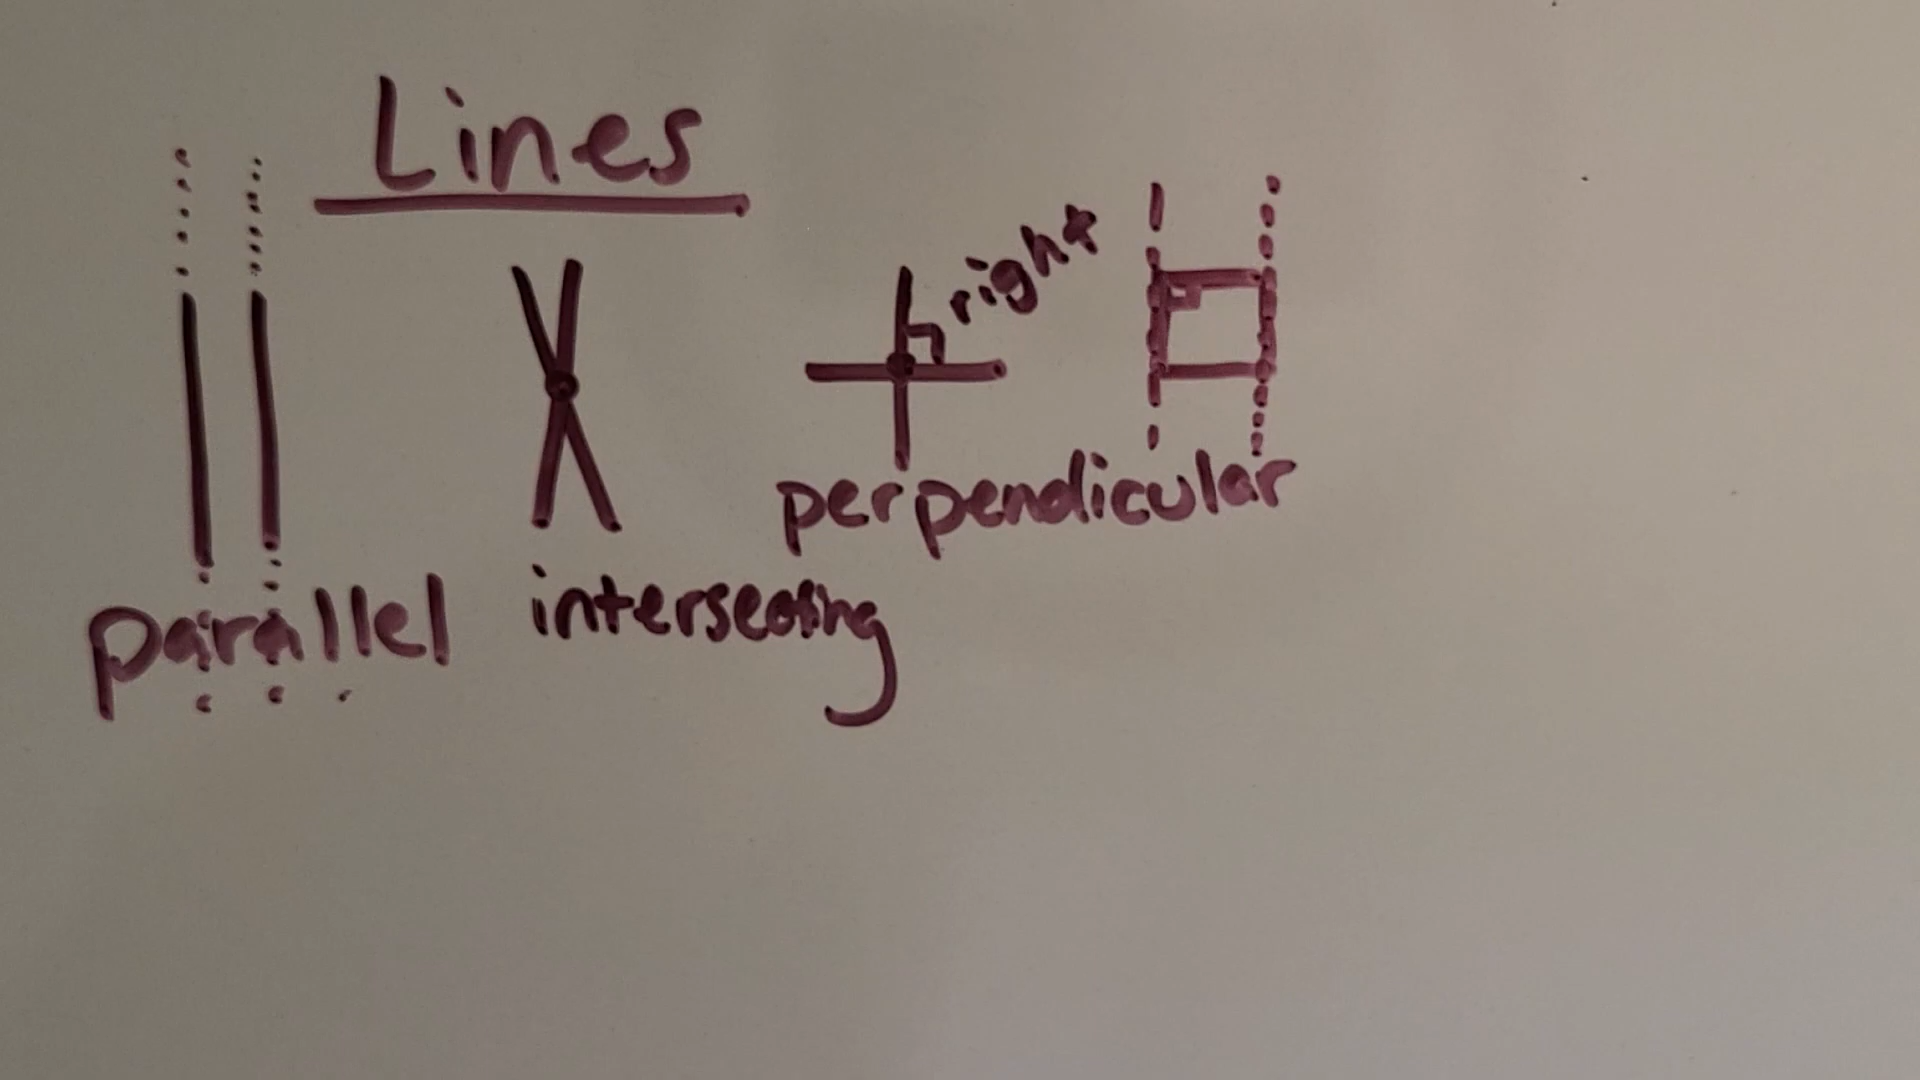 Lines
right
perpendicular
parallel intersecting